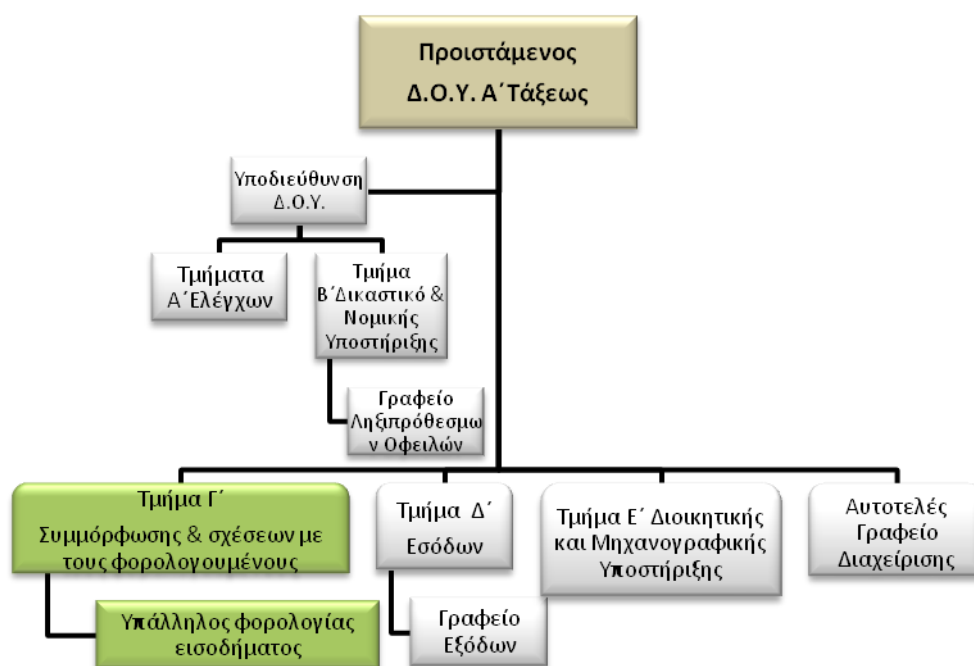 Προιστάμενος
Δ.Ο.Υ. Α΄Τάξεως
Υποδιεύθυνση
Δ.Ο.Υ.
Τμήματα
Α΄Ελέγχων
Τμήμα
Β΄Δικαστικό &
Νομικής
Υποστήριξης
Γραφείο
Ληξιπρόθεσμω
ν Οφειλών
Τμήμα Γ΄
Συμμόρφωσης & σχέσεων με
τους φορολογουμένους
Υπάλληλος φορολογίας
εισοδήματος
Τμήμα Δ΄
Εσόδων
Γραφείο
Εξόδων
Τμήμα Ε΄ Διοικητικής
και Μηχανογραφικής
Υποστήριξης
Αυτοτελές
Γραφείο
Διαχείρισης